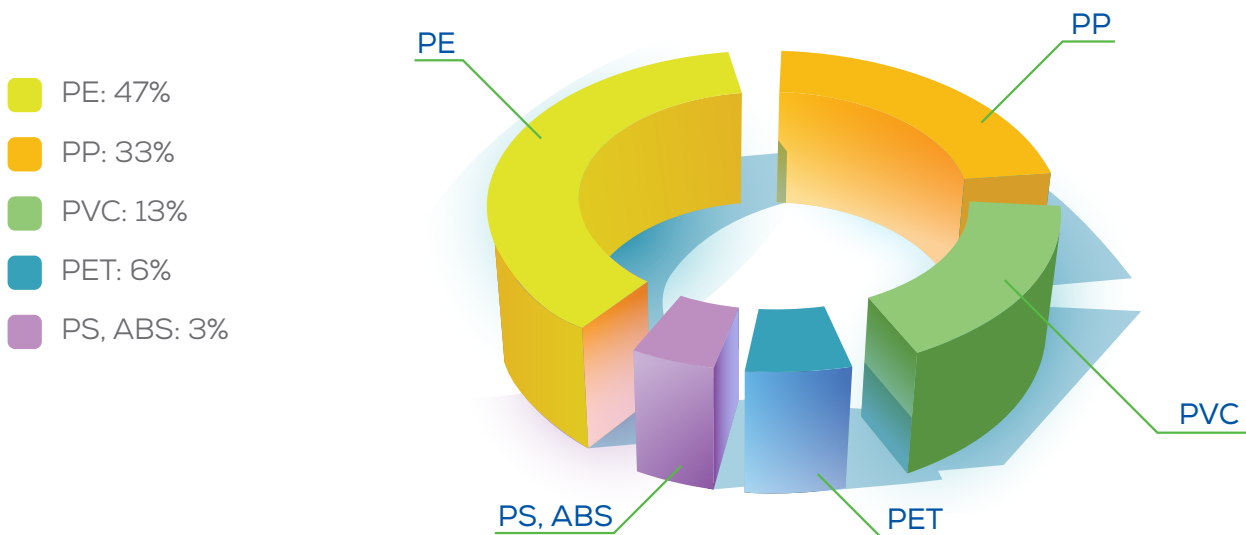 PE: 47%
PP: 33%
PVC: 13%
PET: 6%
PS, ABS: 3%
PE
PP
PVC
PS, ABS
PET